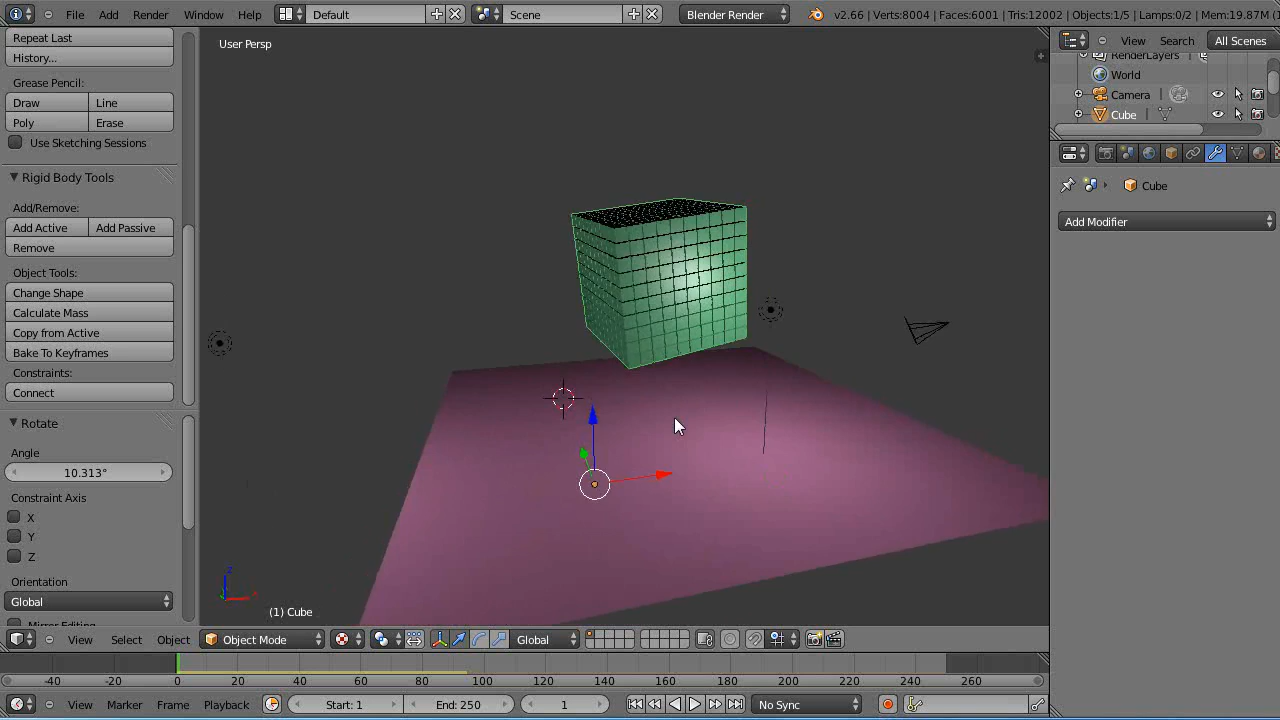 File Add Render Window Help Default Scene Blender Render v2.66 | Verts:8004 | Faces:6001 | Tris:12002 | Objects:1/5 | Lamps:0/2 | Mem:19.87M
Repeat Last
History...
Grease Pencil:
Draw Line
Poly Erase
Use Sketching Sessions
Rigid Body Tools
Add/Remove:
Add Active Add Passive
Remove
Object Tools:
Change Shape
Calculate Mass
Copy from Active
Bake To Keyframes
Constraints:
Connect
Rotate
Angle
10.313°
Constraint Axis
X
Y
Z
Orientation
Global
Mirror Editing
User Persp
z
x
(1) Cube
View Select Object Object Mode Global
View Search All Scenes
RenderLayers
World
Camera
Cube
Cube
Add Modifier
-40 -20 0 20 40 60 80 100 120 140 160 180 200 220 240 260
View Marker Frame Playback Start: 1 End: 250 1 No Sync